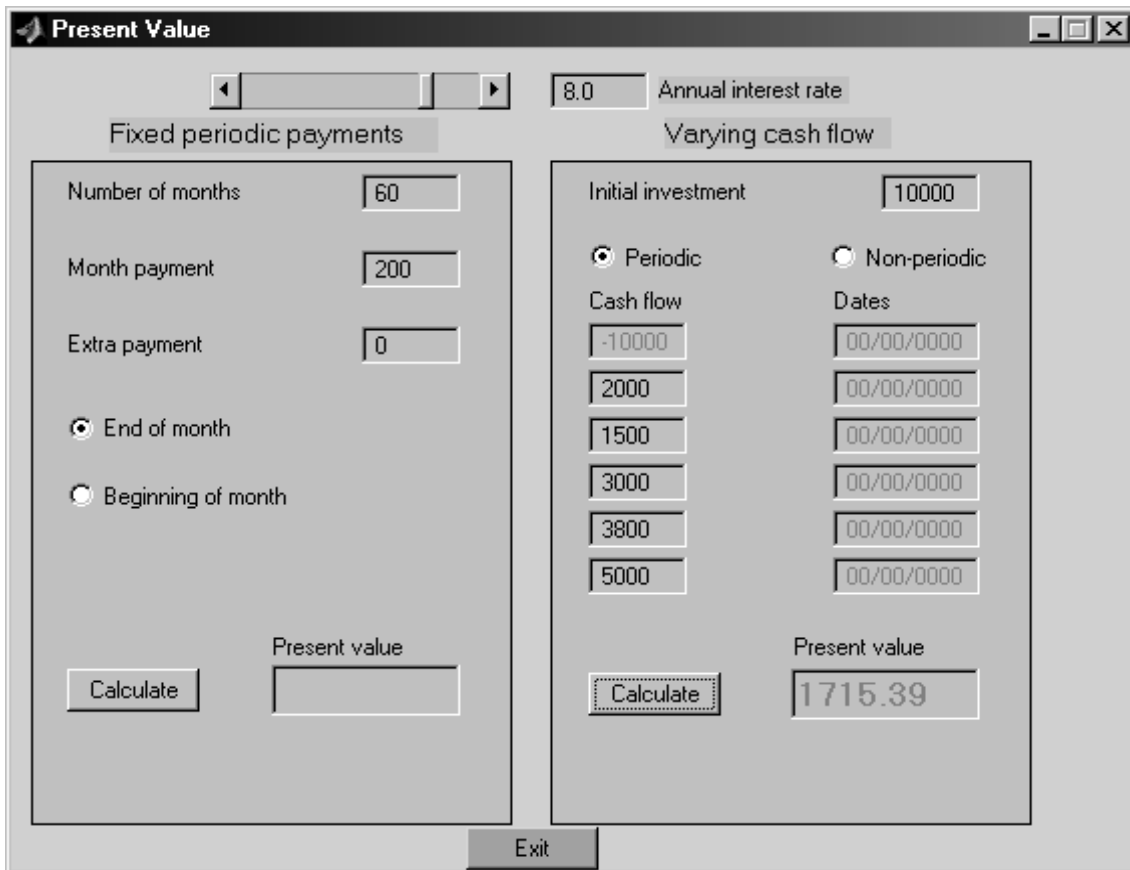 Present Value
8.0 Annual interest rate
Fixed periodic payments
Number of months 60
Month payment 200
Extra payment 0
End of month
Beginning of month
Present value
Calculate
Varying cash flow
Initial investment 10000
Periodic Non-periodic
Cash flow Dates
-10000 00/00/0000
2000 00/00/0000
1500 00/00/0000
3000 00/00/0000
3800 00/00/0000
5000 00/00/0000
Present value
Calculate 1715.39
Exit